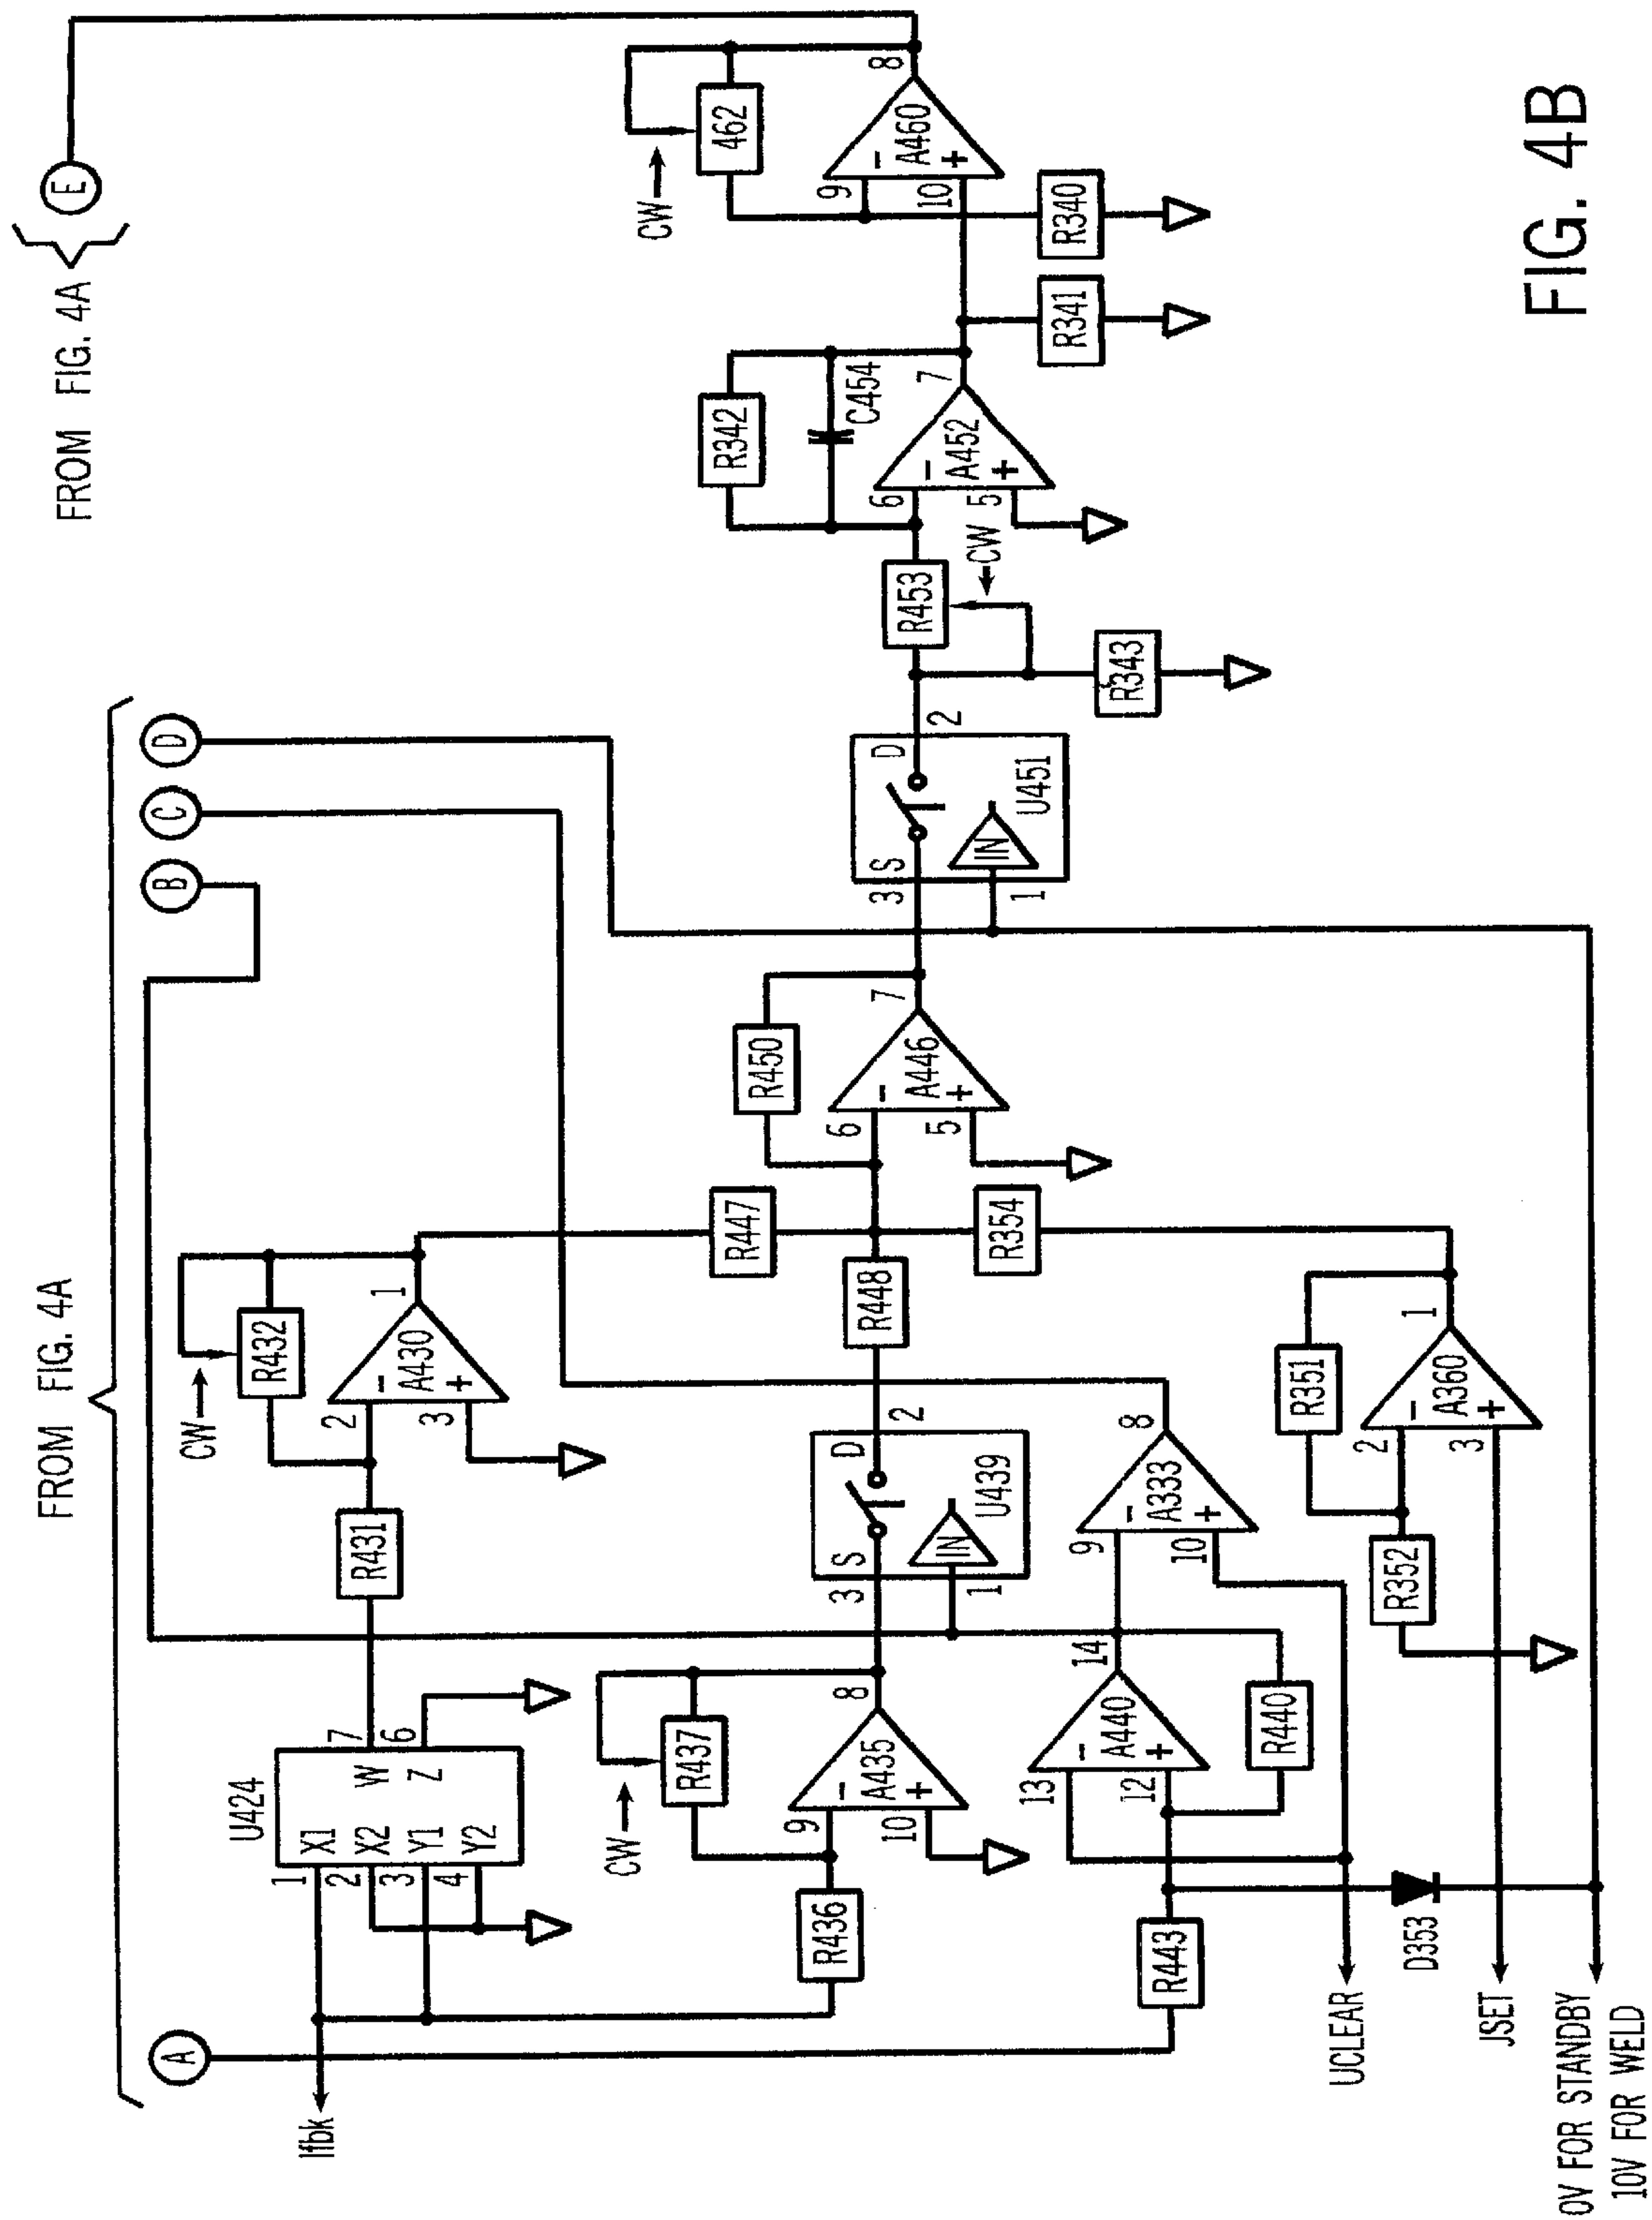 FROM FIG. 4A
FROM FIG. 4A
A
B
C
D
E
Ifbk
U424
1 X1
2 X2
3 Y1
4 Y2
W 7
Z 6
R431
CW
R432
2
3
-
+
A430
1
R436
CW
R437
9
10
-
+
A435
8
3 S
D 2
IN
1
U439
R443
13
12
-
+
A440
14
R440
9
10
-
+
A333
8
R352
R351
2
3
-
+
A360
1
R447
R448
R354
R450
6
5
-
+
A446
7
3 S
D 2
IN
1
U451
R453
CW
R343
R342
C454
6
5
-
+
A452
7
R341
R340
CW
462
9
10
-
+
A460
8
UCLEAR
D353
JSET
0V FOR STANDBY
10V FOR WELD
FIG. 4B